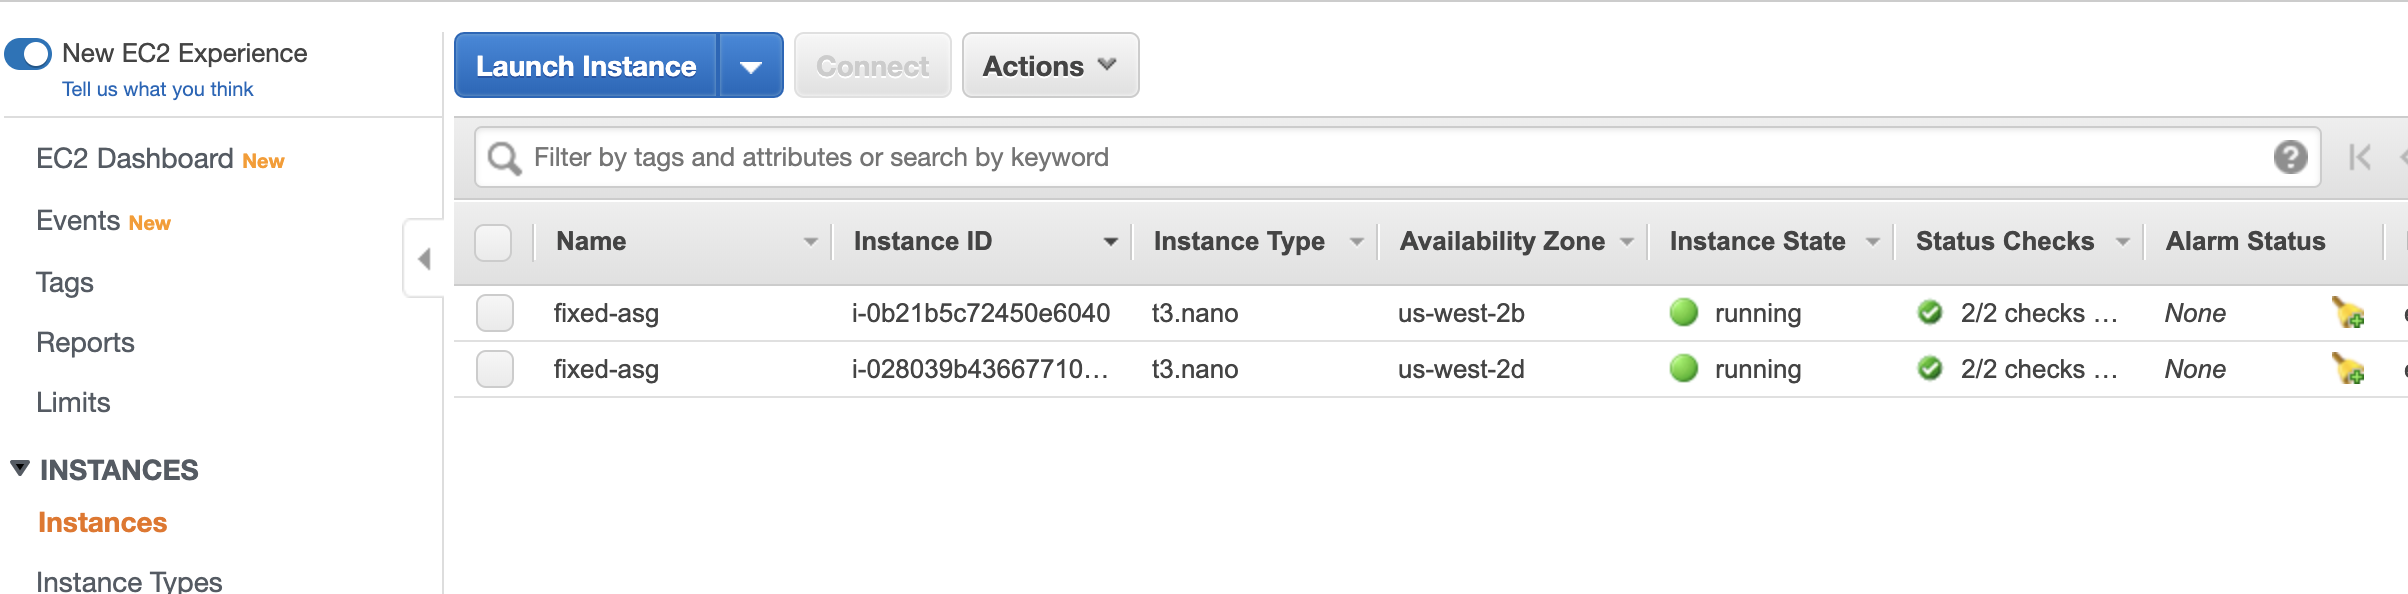 New EC2 Experience
Tell us what you think
EC2 Dashboard New
Events New
Tags
Reports
Limits
INSTANCES
Instances
Instance Types
Launch Instance
Connect
Actions
Filter by tags and attributes or search by keyword
Name Instance ID Instance Type Availability Zone Instance State Status Checks Alarm Status
fixed-asg i-0b21b5c72450e6040 t3.nano us-west-2b running 2/2 checks … None
fixed-asg i-028039b43667710… t3.nano us-west-2d running 2/2 checks … None